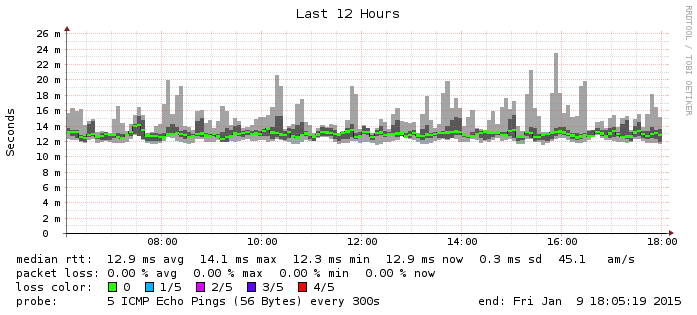 Last 12 Hours
RRDTOOL / TOBI OETIKER
Seconds
26 m
24 m
22 m
20 m
18 m
16 m
14 m
12 m
10 m
8 m
6 m
4 m
2 m
0
08:00 10:00 12:00 14:00 16:00 18:00
median rtt: 12.9 ms avg 14.1 ms max 12.3 ms min 12.9 ms now 0.3 ms sd 45.1 am/s
packet loss: 0.00 % avg 0.00 % max 0.00 % min 0.00 % now
loss color: 0 1/5 2/5 3/5 4/5
probe: 5 ICMP Echo Pings (56 Bytes) every 300s end: Fri Jan 9 18:05:19 2015